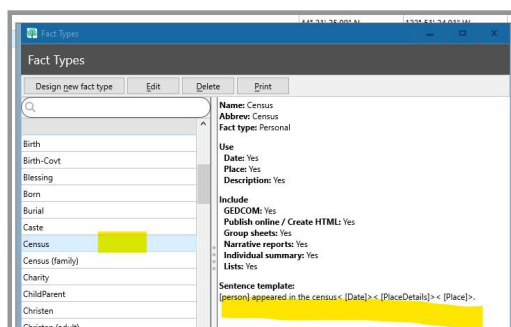 Fact Types
Fact Types
Design new fact type Edit Delete Print
Birth
Birth-Covt
Blessing
Born
Burial
Caste
Census
Census (family)
Charity
ChildParent
Christen
Name: Census
Abbrev: Census
Fact type: Personal
Use
Date: Yes
Place: Yes
Description: Yes
Include
GEDCOM: Yes
Publish online / Create HTML: Yes
Group sheets: Yes
Narrative reports: Yes
Individual summary: Yes
Lists: Yes
Sentence template:
[person] appeared in the census< [Date]>< [PlaceDetails]>< [Place]>.